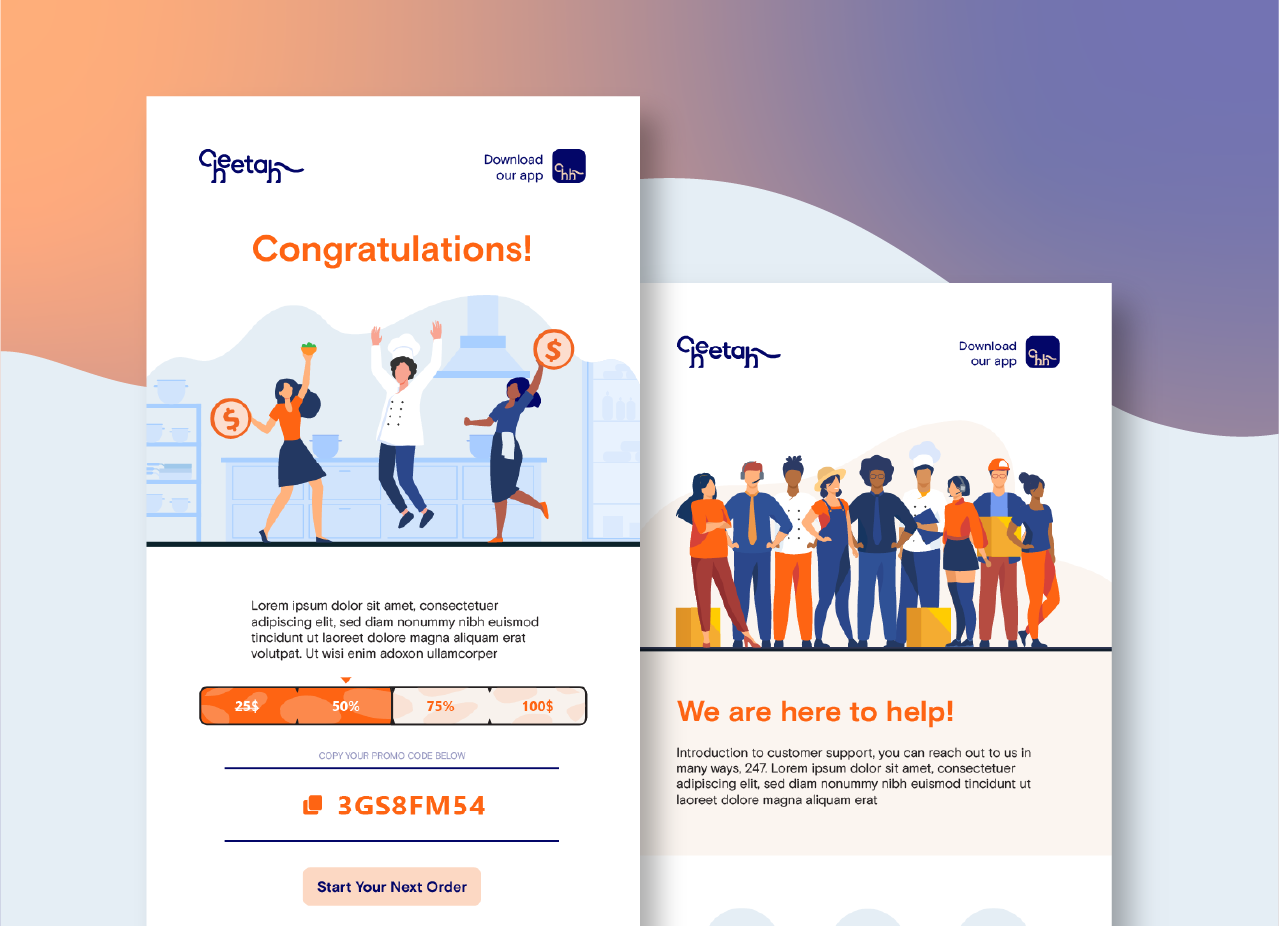 Cheetah
Download
our app
Congratulations!
$
$
Lorem ipsum dolor sit amet, consectetuer
adipiscing elit, sed diam nonummy nibh euismod
tincidunt ut laoreet dolore magna aliquam erat
volutpat. Ut wisi enim adoxon ullamcorper
25$ 50% 75% 100$
COPY YOUR PROMO CODE BELOW
3GS8FM54
Start Your Next Order
Cheetah
Download
our app
We are here to help!
Introduction to customer support, you can reach out to us in
many ways, 247. Lorem ipsum dolor sit amet, consectetuer
adipiscing elit, sed diam nonummy nibh euismod tincidunt ut
laoreet dolore magna aliquam erat